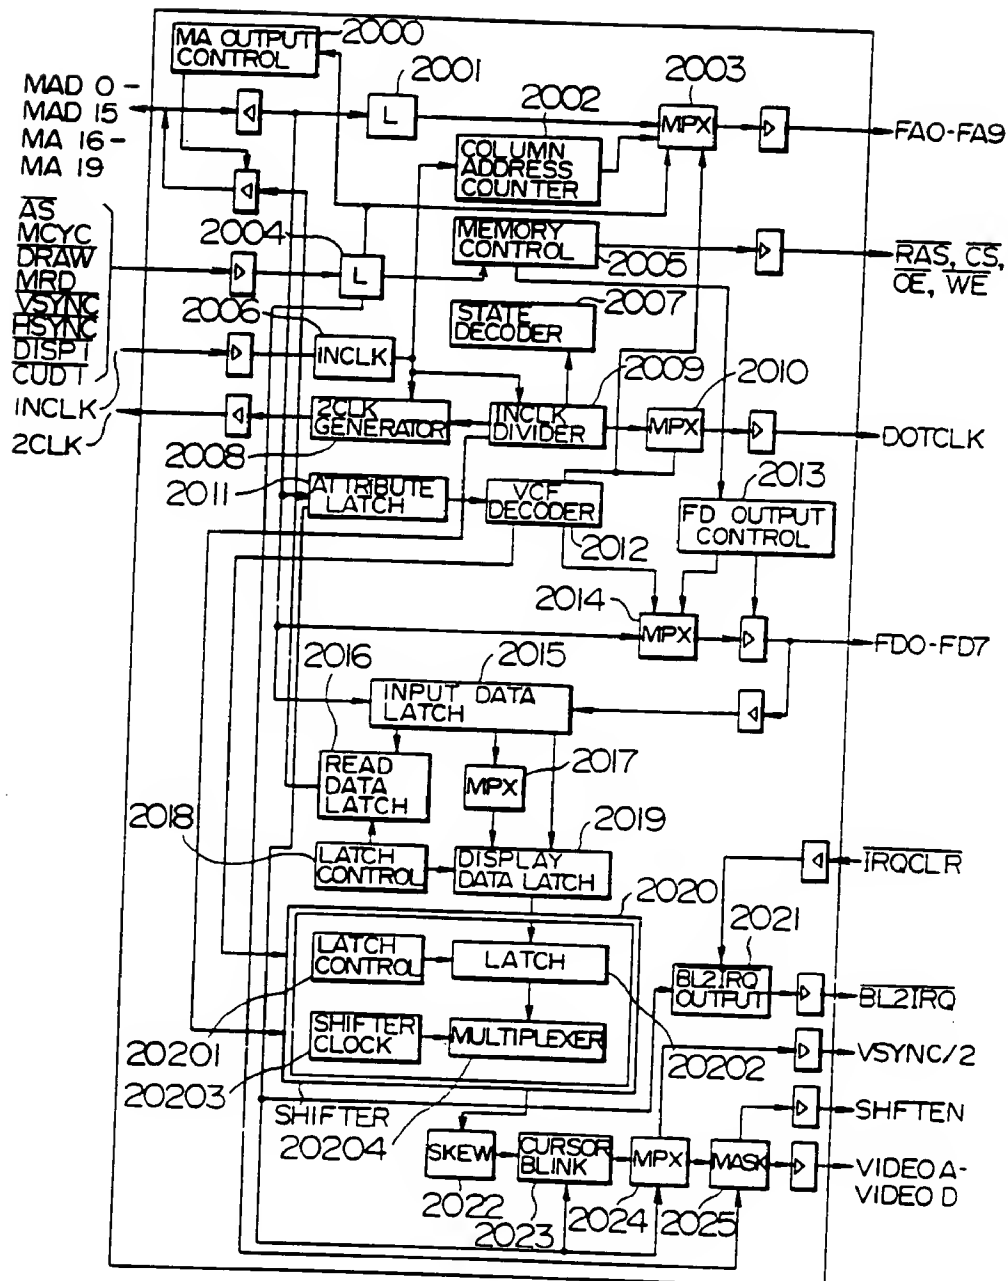 MA OUTPUT
CONTROL
2000
2001
2002
2003
MAD 0 -
MAD 15
MA 16 -
MA 19
L
COLUMN
ADDRESS
COUNTER
MPX
FA0-FA9
AS
MCYC
DRAW
MRD
VSYNC
HSYNC
DISP1
CUD1
INCLK
2CLK
2004
L
MEMORY
CONTROL
2005
RAS, CS,
OE, WE
2006
INCLK
STATE
DECODER
2007
2CLK
GENERATOR
2008
INCLK
DIVIDER
2009
MPX
2010
DOTCLK
2011
ATTRIBUTE
LATCH
VCF
DECODER
2012
2013
FD OUTPUT
CONTROL
2014
MPX
FD0-FD7
2016
2015
INPUT DATA
LATCH
READ
DATA
LATCH
MPX
2017
2018
LATCH
CONTROL
2019
DISPLAY
DATA LATCH
IRQCLR
2020
2021
LATCH
CONTROL
LATCH
BL2IRQ
OUTPUT
BL2IRQ
20201
SHIFTER
CLOCK
MULTIPLEXER
20202
VSYNC/2
20203
SHIFTER
20204
SHFTEN
SKEW
CURSOR
BLINK
MPX
MASK
VIDEO A-
VIDEO D
2022
2023
2024
2025